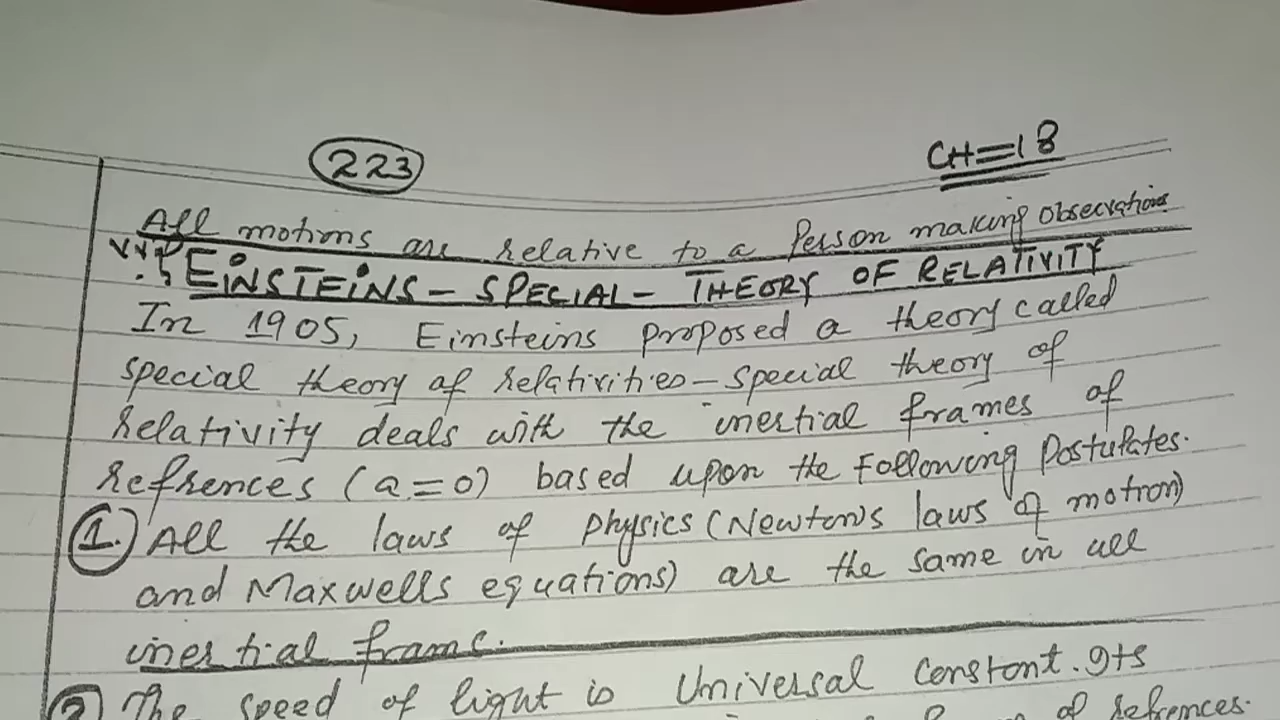 223
CH=18
All motions are relative to a Person making observations
EINSTEINS - SPECIAL - THEORY OF RELATIVITY
In 1905, Einsteins proposed a theory called
special theory of relativities - special theory of
relativity deals with the inertial frames of
refrences (a=0) based upon the following Postulates.
1. All the laws of physics (Newton's laws of motion)
and Maxwells equations) are the same in all
inertial frame.
2 The speed of light is Universal constant. Its
of refrences.